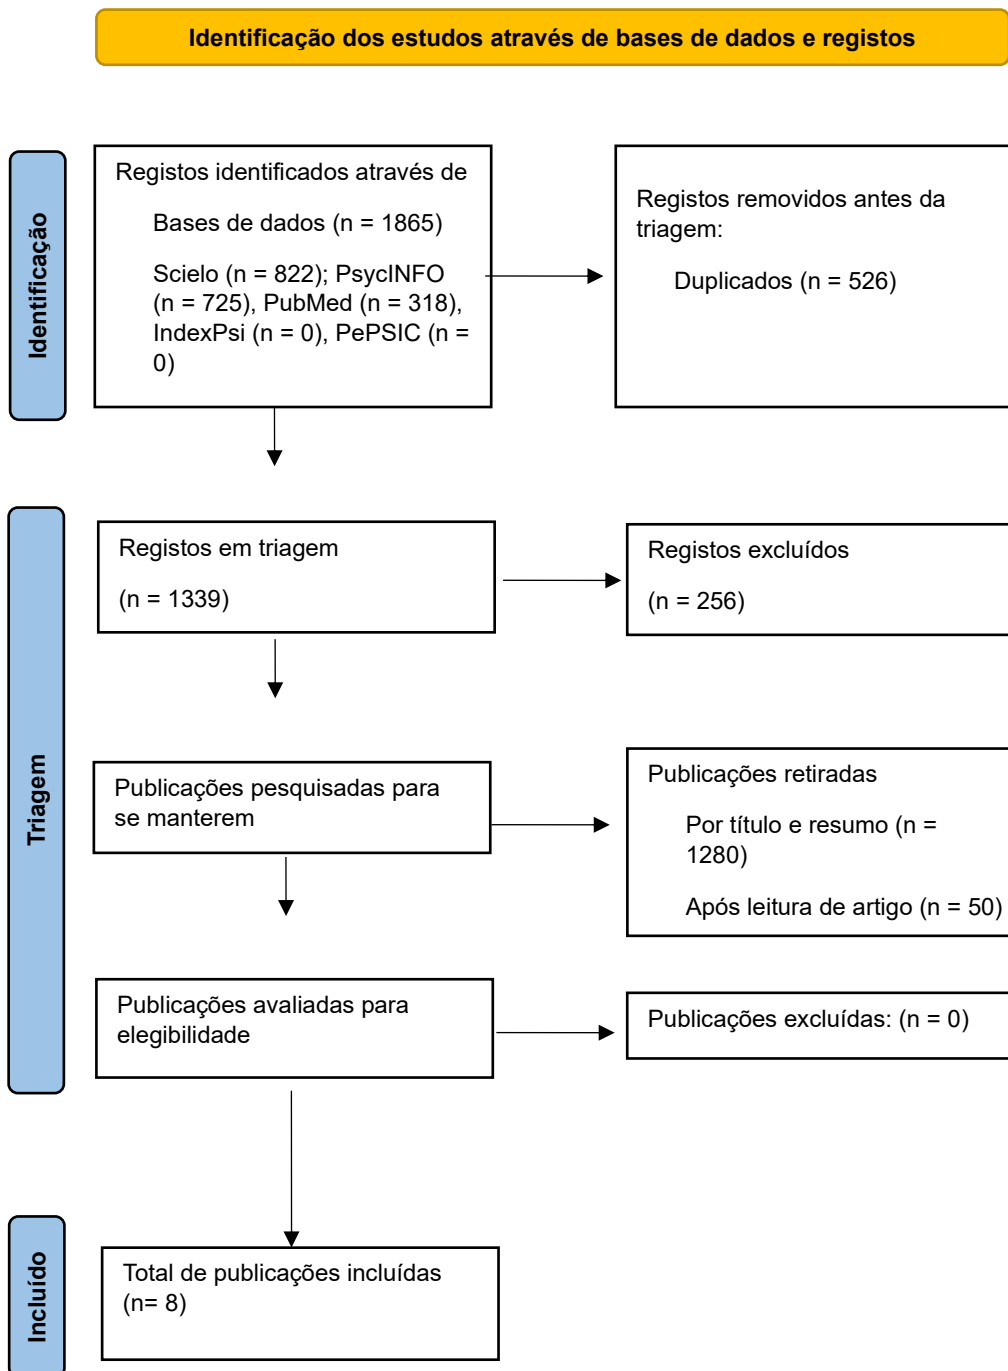 Identificação dos estudos através de bases de dados e registos
Identificação
Registos identificados através de
Bases de dados (n = 1865)
Scielo (n = 822); PsycINFO
(n = 725), PubMed (n = 318),
IndexPsi (n = 0), PePSIC (n =
0)
Registos removidos antes da
triagem:
Duplicados (n = 526)
Triagem
Registos em triagem
(n = 1339)
Registos excluídos
(n = 256)
Publicações pesquisadas para
se manterem
Publicações retiradas
Por título e resumo (n =
1280)
Após leitura de artigo (n = 50)
Publicações avaliadas para
elegibilidade
Publicações excluídas: (n = 0)
Incluído
Total de publicações incluídas
(n= 8)